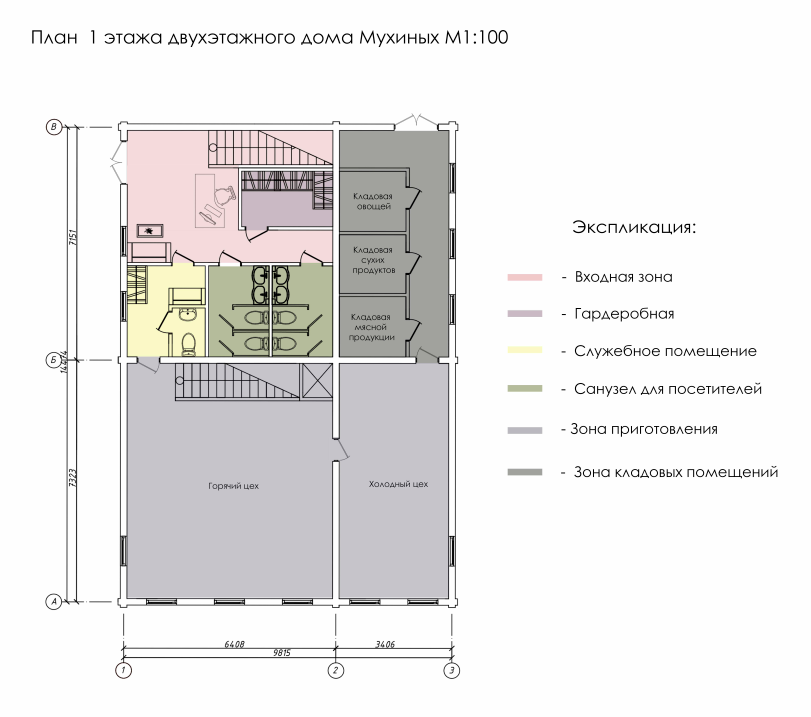 План 1 этажа двухэтажного дома Мухиных М1:100
В
7151
Кладовая
овощей
Кладовая
сухих
продуктов
Кладовая
мясной
продукции
Б
14474
7323
Горячий цех
Холодный цех
А
6408
3406
9815
1
2
3
Экспликация:
- Входная зона
- Гардеробная
- Служебное помещение
- Санузел для посетителей
- Зона приготовления
- Зона кладовых помещений